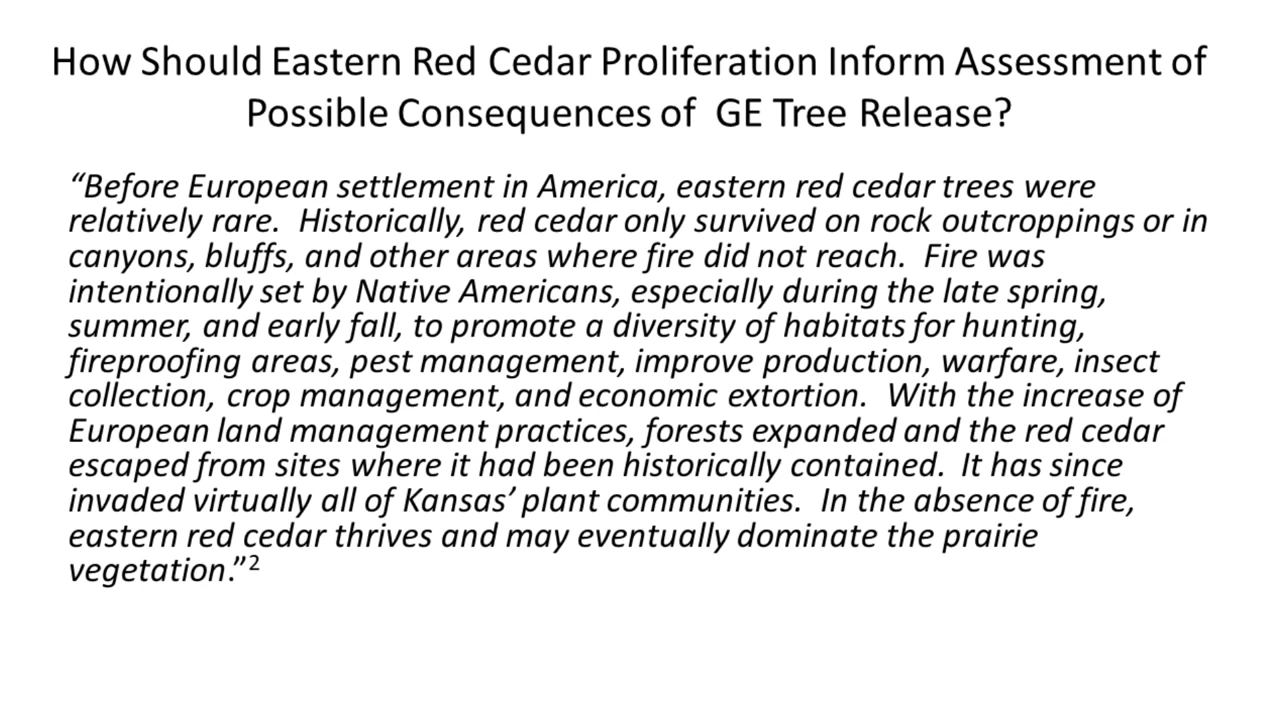 How Should Eastern Red Cedar Proliferation Inform Assessment of
Possible Consequences of  GE Tree Release?
“Before European settlement in America, eastern red cedar trees were
relatively rare.  Historically, red cedar only survived on rock outcroppings or in
canyons, bluffs, and other areas where fire did not reach.  Fire was
intentionally set by Native Americans, especially during the late spring,
summer, and early fall, to promote a diversity of habitats for hunting,
fireproofing areas, pest management, improve production, warfare, insect
collection, crop management, and economic extortion.  With the increase of
European land management practices, forests expanded and the red cedar
escaped from sites where it had been historically contained.  It has since
invaded virtually all of Kansas’ plant communities.  In the absence of fire,
eastern red cedar thrives and may eventually dominate the prairie
vegetation.”2